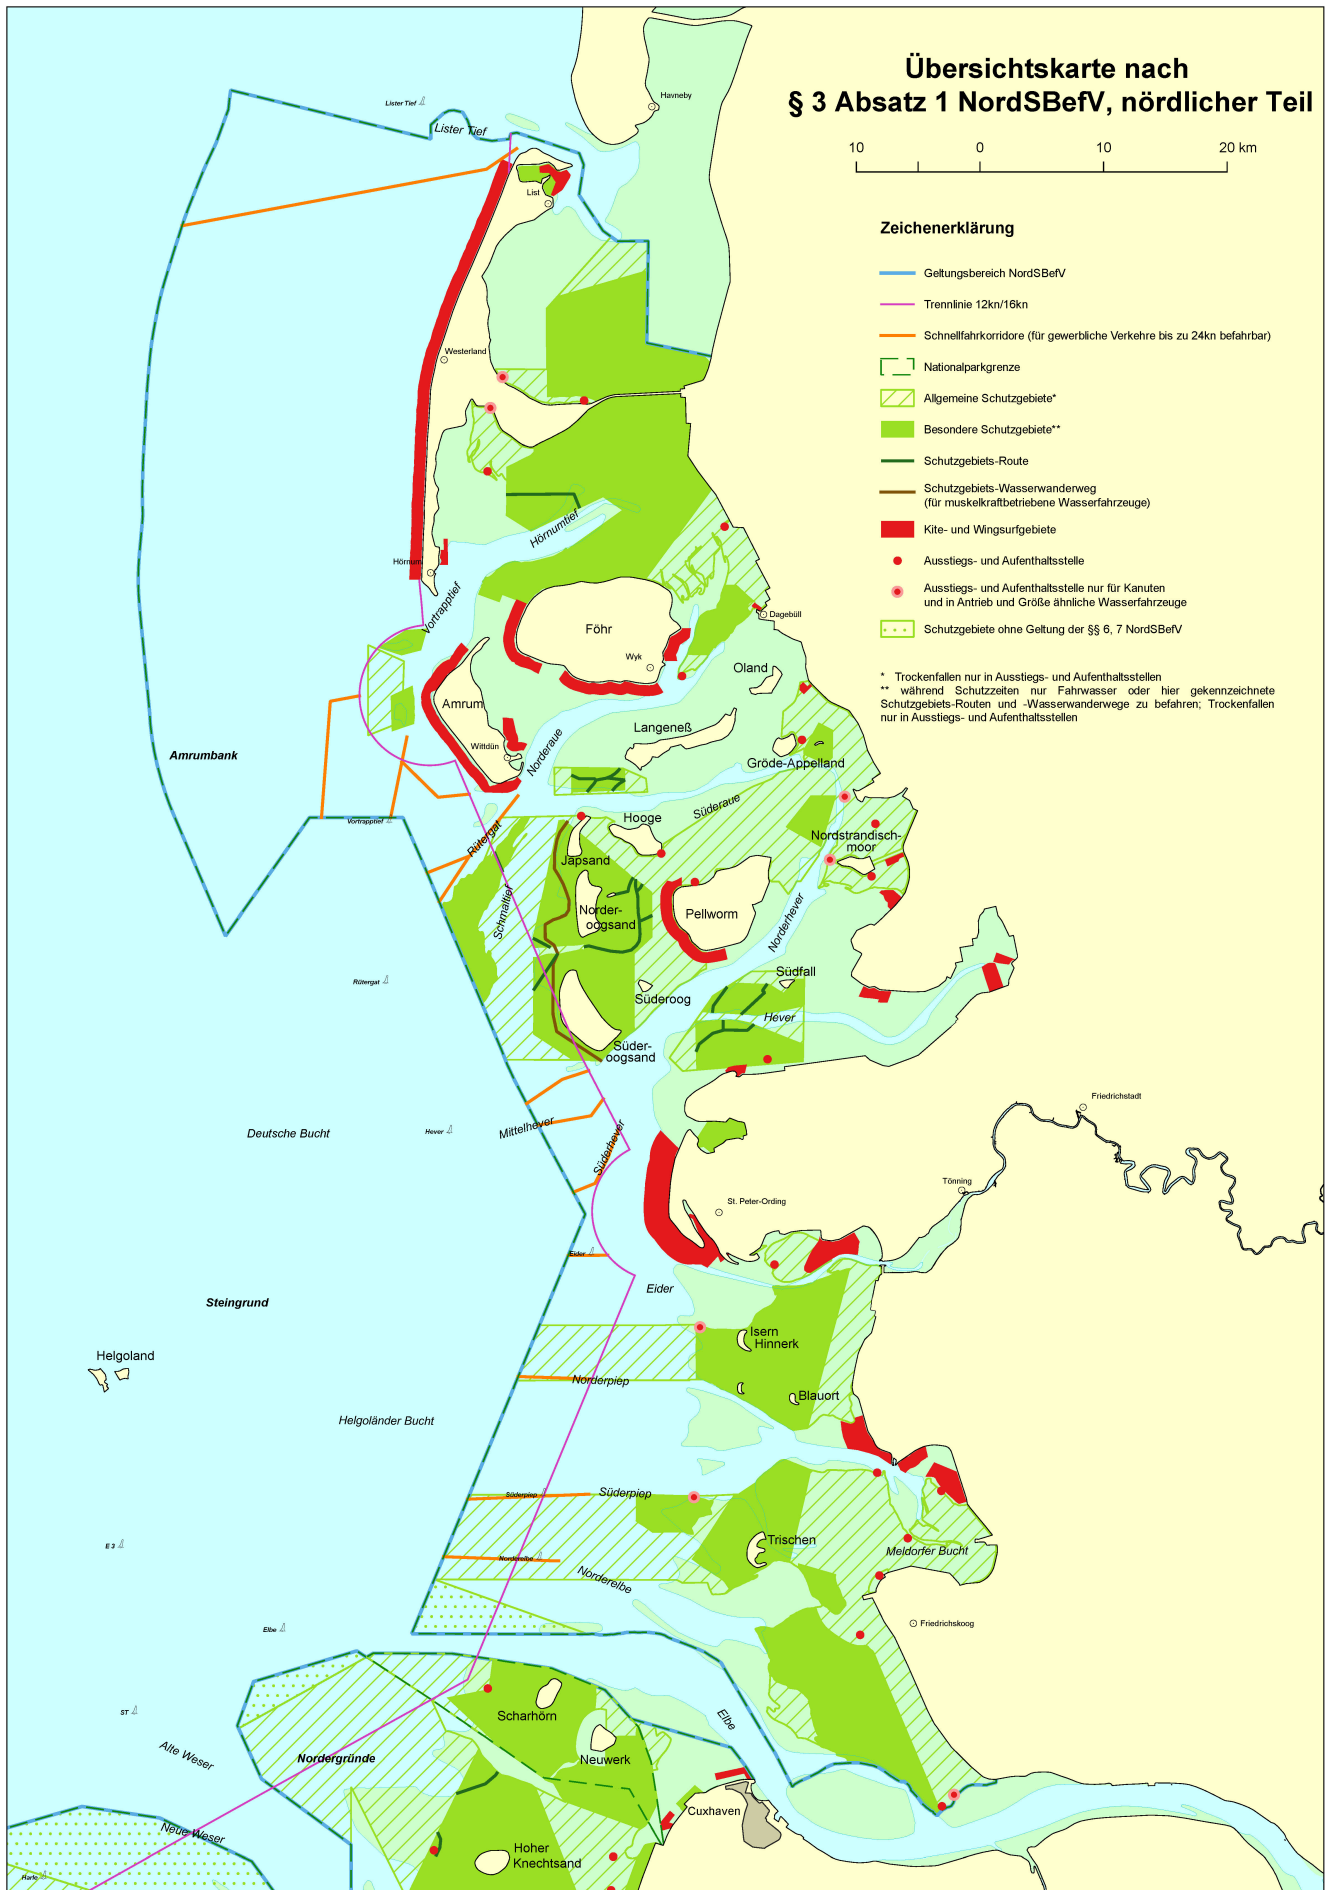 Übersichtskarte nach
§ 3 Absatz 1 NordSBefV, nördlicher Teil
10 0 10 20 km
Zeichenerklärung
Geltungsbereich NordSBefV
Trennlinie 12kn/16kn
Schnellfahrkorridore (für gewerbliche Verkehre bis zu 24kn befahrbar)
Nationalparkgrenze
Allgemeine Schutzgebiete*
Besondere Schutzgebiete**
Schutzgebiets-Route
Schutzgebiets-Wasserwanderweg
(für muskelkraftbetriebene Wasserfahrzeuge)
Kite- und Wingsurfgebiete
Ausstiegs- und Aufenthaltsstelle
Ausstiegs- und Aufenthaltsstelle nur für Kanuten
und in Antrieb und Größe ähnliche Wasserfahrzeuge
Schutzgebiete ohne Geltung der §§ 6, 7 NordSBefV
* Trockenfallen nur in Ausstiegs- und Aufenthaltsstellen
** während Schutzzeiten nur Fahrwasser oder hier gekennzeichnete
Schutzgebiets-Routen und -Wasserwanderwege zu befahren; Trockenfallen
nur in Ausstiegs- und Aufenthaltsstellen
Havneby
Lister Tief
Lister Tief
List
Westerland
Hörnumtief
Hörnum
Vortrapptief
Dagebüll
Föhr
Wyk
Oland
Amrum
Langeneß
Wittdün
Norderaue
Amrumbank
Gröde-Appelland
Süderaue
Vortrapptief
Hooge
Rütergat
Nordstrandisch-
moor
Japsand
Schmaltief
Norder-
oogsand
Pellworm
Norderhever
Südfall
Rütergat
Süderoog
Hever
Süder-
oogsand
Friedrichstadt
Deutsche Bucht
Hever
Mittelhever
Süderhever
Tönning
St. Peter-Ording
Eider
Eider
Steingrund
Isern
Hinnerk
Helgoland
Norderpiep
Blauort
Helgoländer Bucht
Süderpiep
Süderpiep
Trischen
E 3
Meldorfer Bucht
Norderelbe
Norderelbe
Elbe
Friedrichskoog
ST
Scharhörn
Elbe
Alte Weser
Nordergründe
Neuwerk
Cuxhaven
Neue Weser
Hoher
Knechtsand
Harle